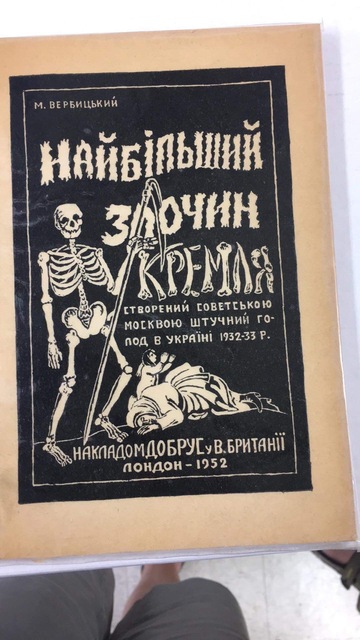 М. ВЕРБИЦЬКИЙ
НАЙБІЛЬШИЙ
ЗЛОЧИН
КРЕМЛЯ
СТВОРЕНИЙ СОВЕТСЬКОЮ
МОСКВОЮ ШТУЧНИЙ ГО-
ЛОД В УКРАЇНІ 1932-33 Р.
НАКЛАДОМ ДОБРУС У В. БРИТАНІЇ
ЛОНДОН – 1952